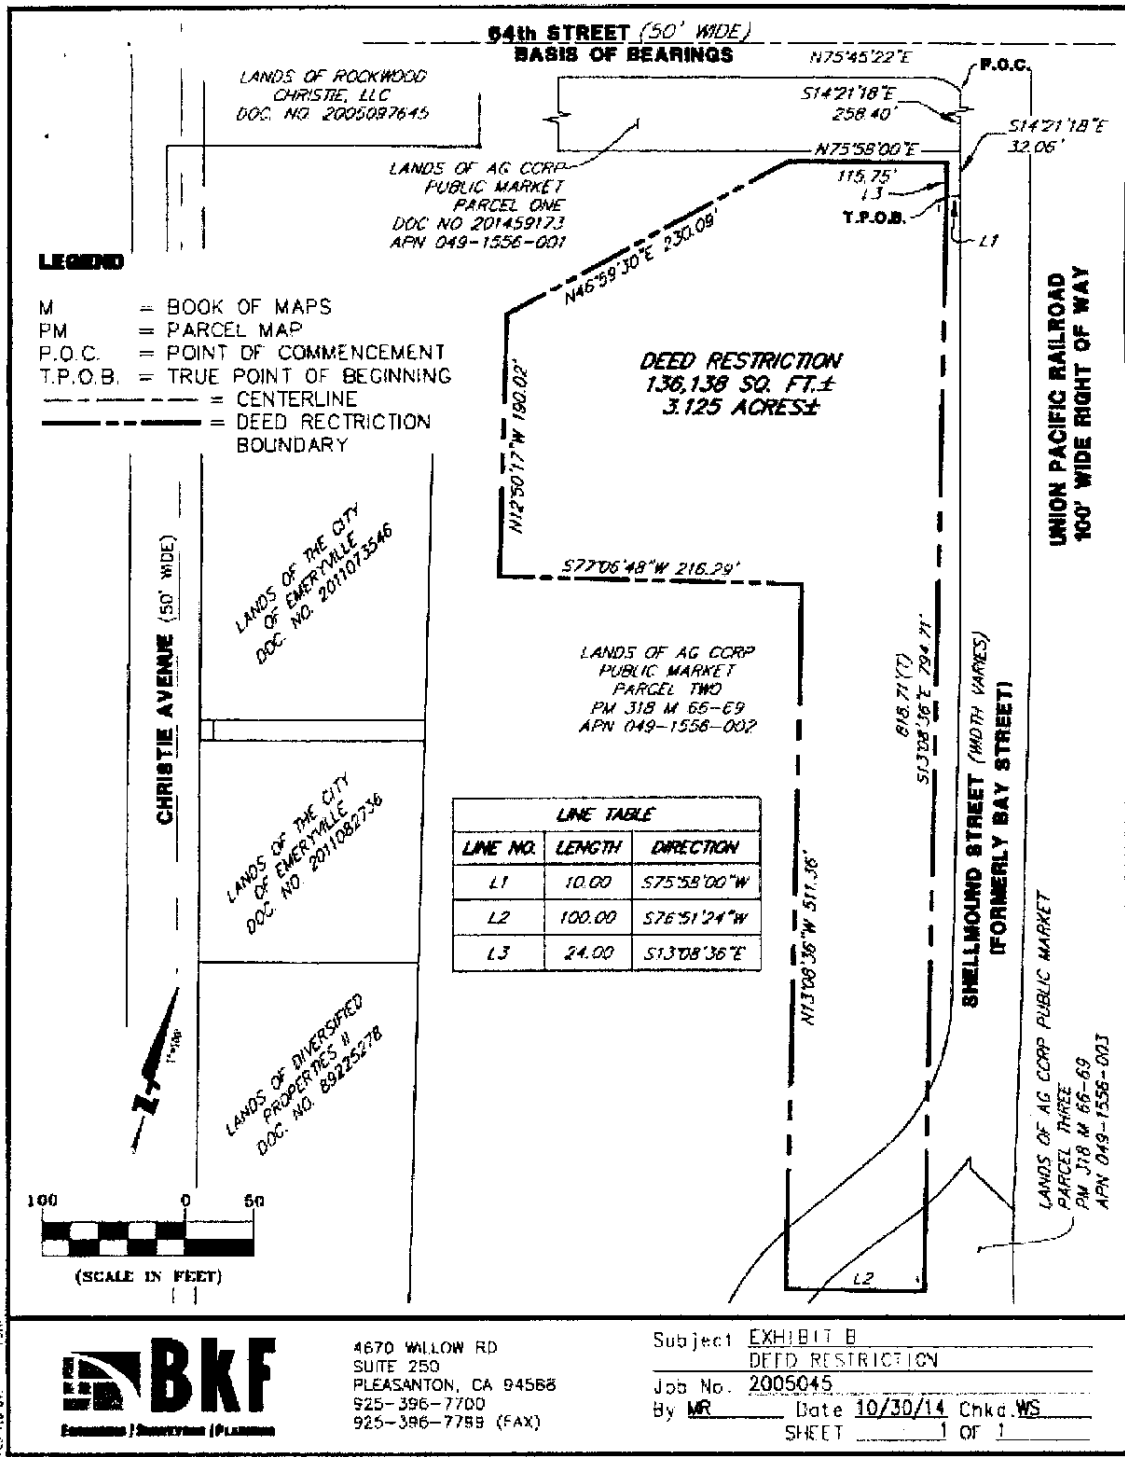 64th STREET (50' WIDE)
BASIS OF BEARINGS
N75°45'22"E
P.O.C.
LANDS OF ROCKWOOD
CHRISTIE, LLC
DOC. NO. 2005097645
S14°21'18"E
258.40'
S14°21'18"E
32.06'
N75°58'00"E
115.75'
L3
T.P.O.B.
L1
LANDS OF AG CCRP
PUBLIC MARKET
PARCEL ONE
DOC NO 201459173
APN 049-1556-001
N46°59'30"E 230.09'
LEGEND
M = BOOK OF MAPS
PM = PARCEL MAP
P.O.C. = POINT OF COMMENCEMENT
T.P.O.B. = TRUE POINT OF BEGINNING
= CENTERLINE
= DEED RECTRICTION
BOUNDARY
DEED RESTRICTION
136,138 SQ. FT.±
3.125 ACRES±
UNION PACIFIC RAILROAD
100' WIDE RIGHT OF WAY
N12°50'17"W 190.02'
S77°06'48"W 216.29'
LANDS OF THE CITY
OF EMERYVILLE
DOC. NO. 2011073546
CHRISTIE AVENUE (50' WIDE)
LANDS OF AG CCRP
PUBLIC MARKET
PARCEL TWO
PM 318 M 66-69
APN 049-1556-002
818.71'(T)
S13°08'36"E 794.71'
SHELLMOUND STREET (WIDTH VARIES)
(FORMERLY BAY STREET)
LANDS OF THE CITY
OF EMERYVILLE
DOC. NO. 2011082736
LINE TABLE
LINE NO. LENGTH DIRECTION
L1 10.00 S75°58'00"W
L2 100.00 S76°51'24"W
L3 24.00 S13°08'36"E
N13°08'36"W 511.36'
LANDS OF AG CCRP PUBLIC MARKET
PARCEL THREE
PM 318 M 66-69
APN 049-1556-003
LANDS OF DIVERSIFIED
PROPERTIES II
DOC. NO. 89225278
1"=100'
100 0 50
(SCALE IN FEET)
L2
BKF
ENGINEERS / SURVEYORS / PLANNERS
4670 WILLOW RD
SUITE 250
PLEASANTON, CA 94588
925-396-7700
925-396-7799 (FAX)
Subject EXHIBIT B
DEED RESTRICTION
Job No. 2005045
By MR Date 10/30/14 Chkd. WS
SHEET 1 OF 1